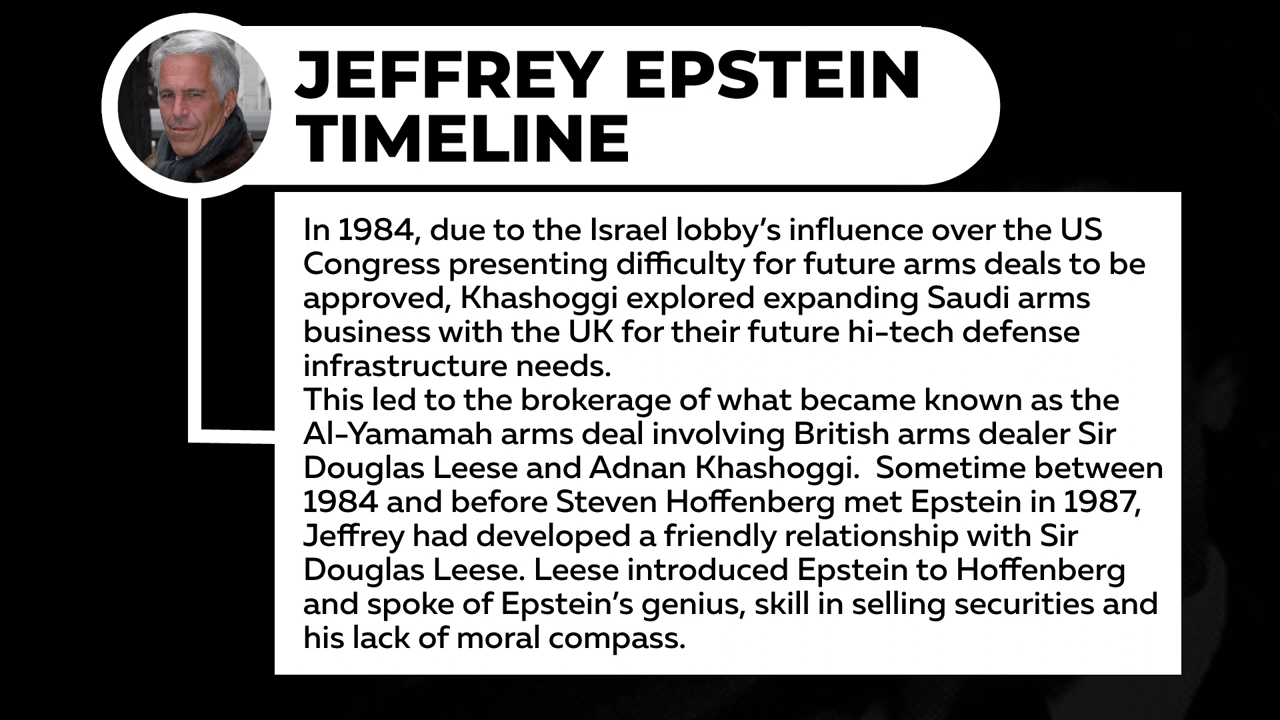 JEFFREY EPSTEIN
TIMELINE
In 1984, due to the Israel lobby’s influence over the US
Congress presenting difficulty for future arms deals to be
approved, Khashoggi explored expanding Saudi arms
business with the UK for their future hi-tech defense
infrastructure needs.
This led to the brokerage of what became known as the
Al-Yamamah arms deal involving British arms dealer Sir
Douglas Leese and Adnan Khashoggi.  Sometime between
1984 and before Steven Hoffenberg met Epstein in 1987,
Jeffrey had developed a friendly relationship with Sir
Douglas Leese. Leese introduced Epstein to Hoffenberg
and spoke of Epstein’s genius, skill in selling securities and
his lack of moral compass.